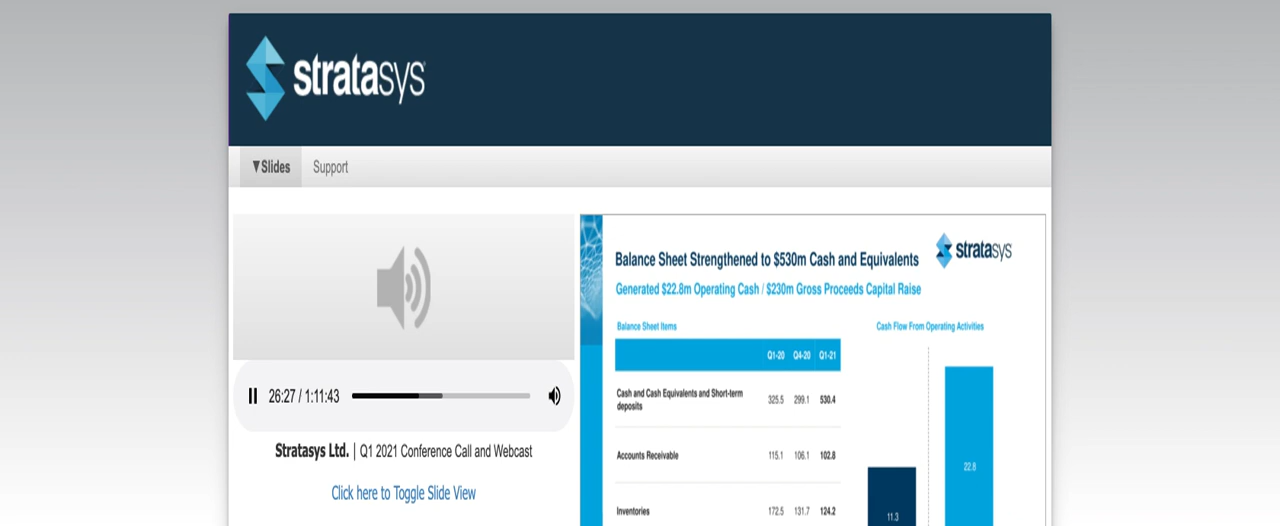 stratasys
▼Slides Support
26:27 / 1:11:43
Stratasys Ltd. | Q1 2021 Conference Call and Webcast
Click here to Toggle Slide View
stratasys
Balance Sheet Strengthened to $530m Cash and Equivalents
Generated $22.8m Operating Cash / $230m Gross Proceeds Capital Raise
Balance Sheet Items
Q1-20 Q4-20 Q1-21
Cash and Cash Equivalents and Short-term
deposits 325.5 299.1 530.4
Accounts Receivable 115.1 106.1 102.8
Inventories 172.5 131.7 124.2
Cash Flow From Operating Activities
22.8
11.3